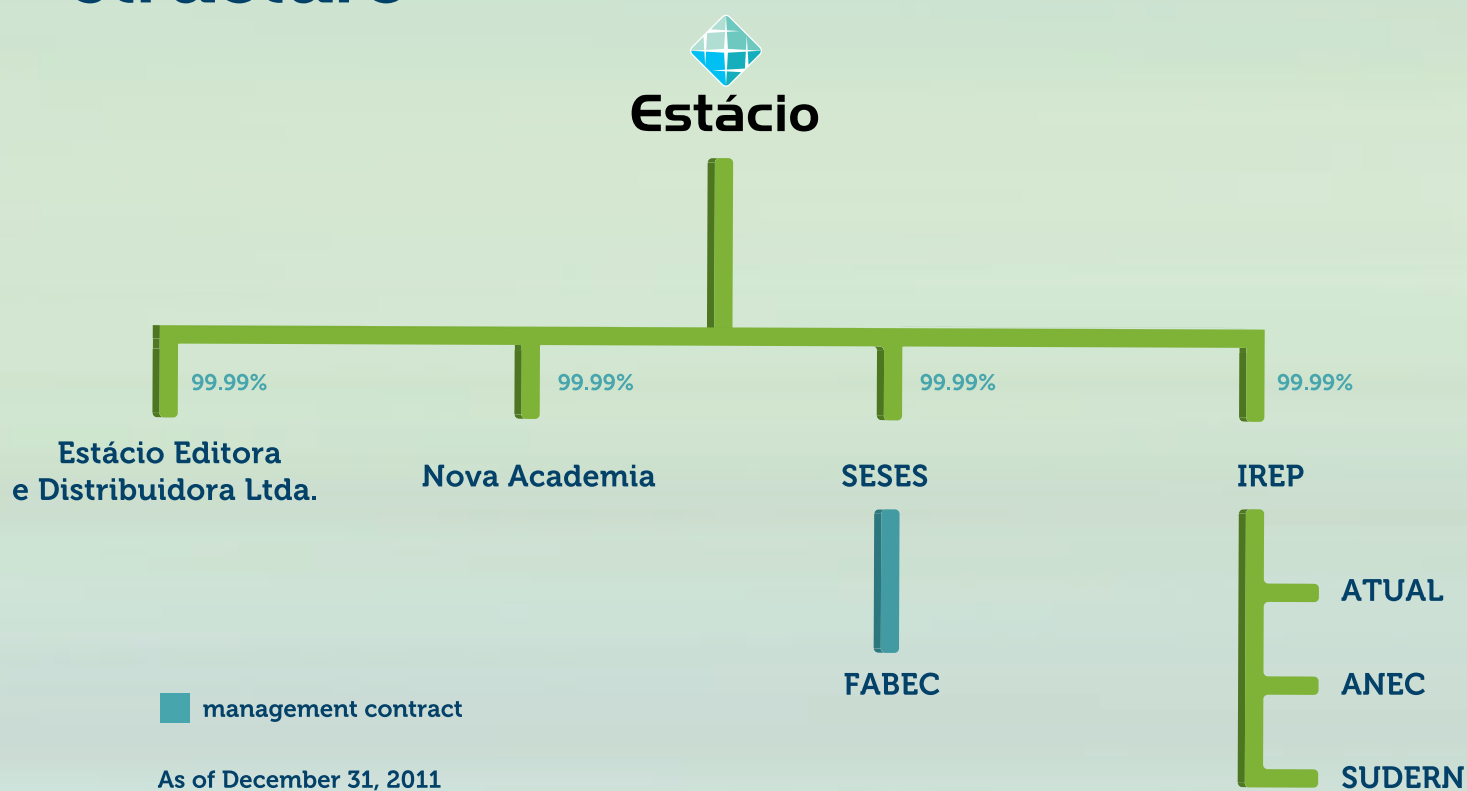 Estácio
99.99%
99.99%
99.99%
99.99%
Estácio Editora
e Distribuidora Ltda.
Nova Academia
SESES
IREP
ATUAL
FABEC
ANEC
management contract
As of December 31, 2011
SUDERN